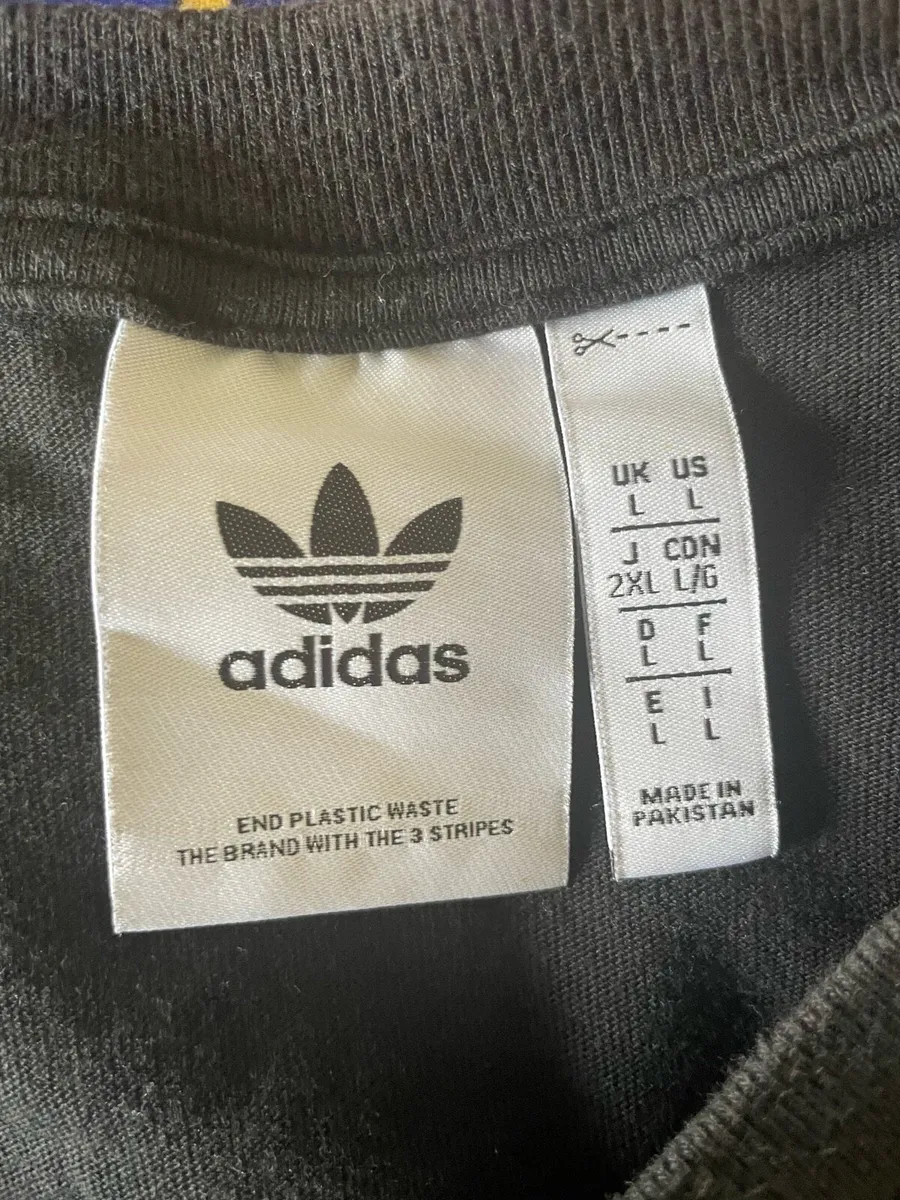 adidas
END PLASTIC WASTE
THE BRAND WITH THE 3 STRIPES
UK US
L L
J CDN
2XL L/G
D F
L L
E I
L L
MADE IN
PAKISTAN